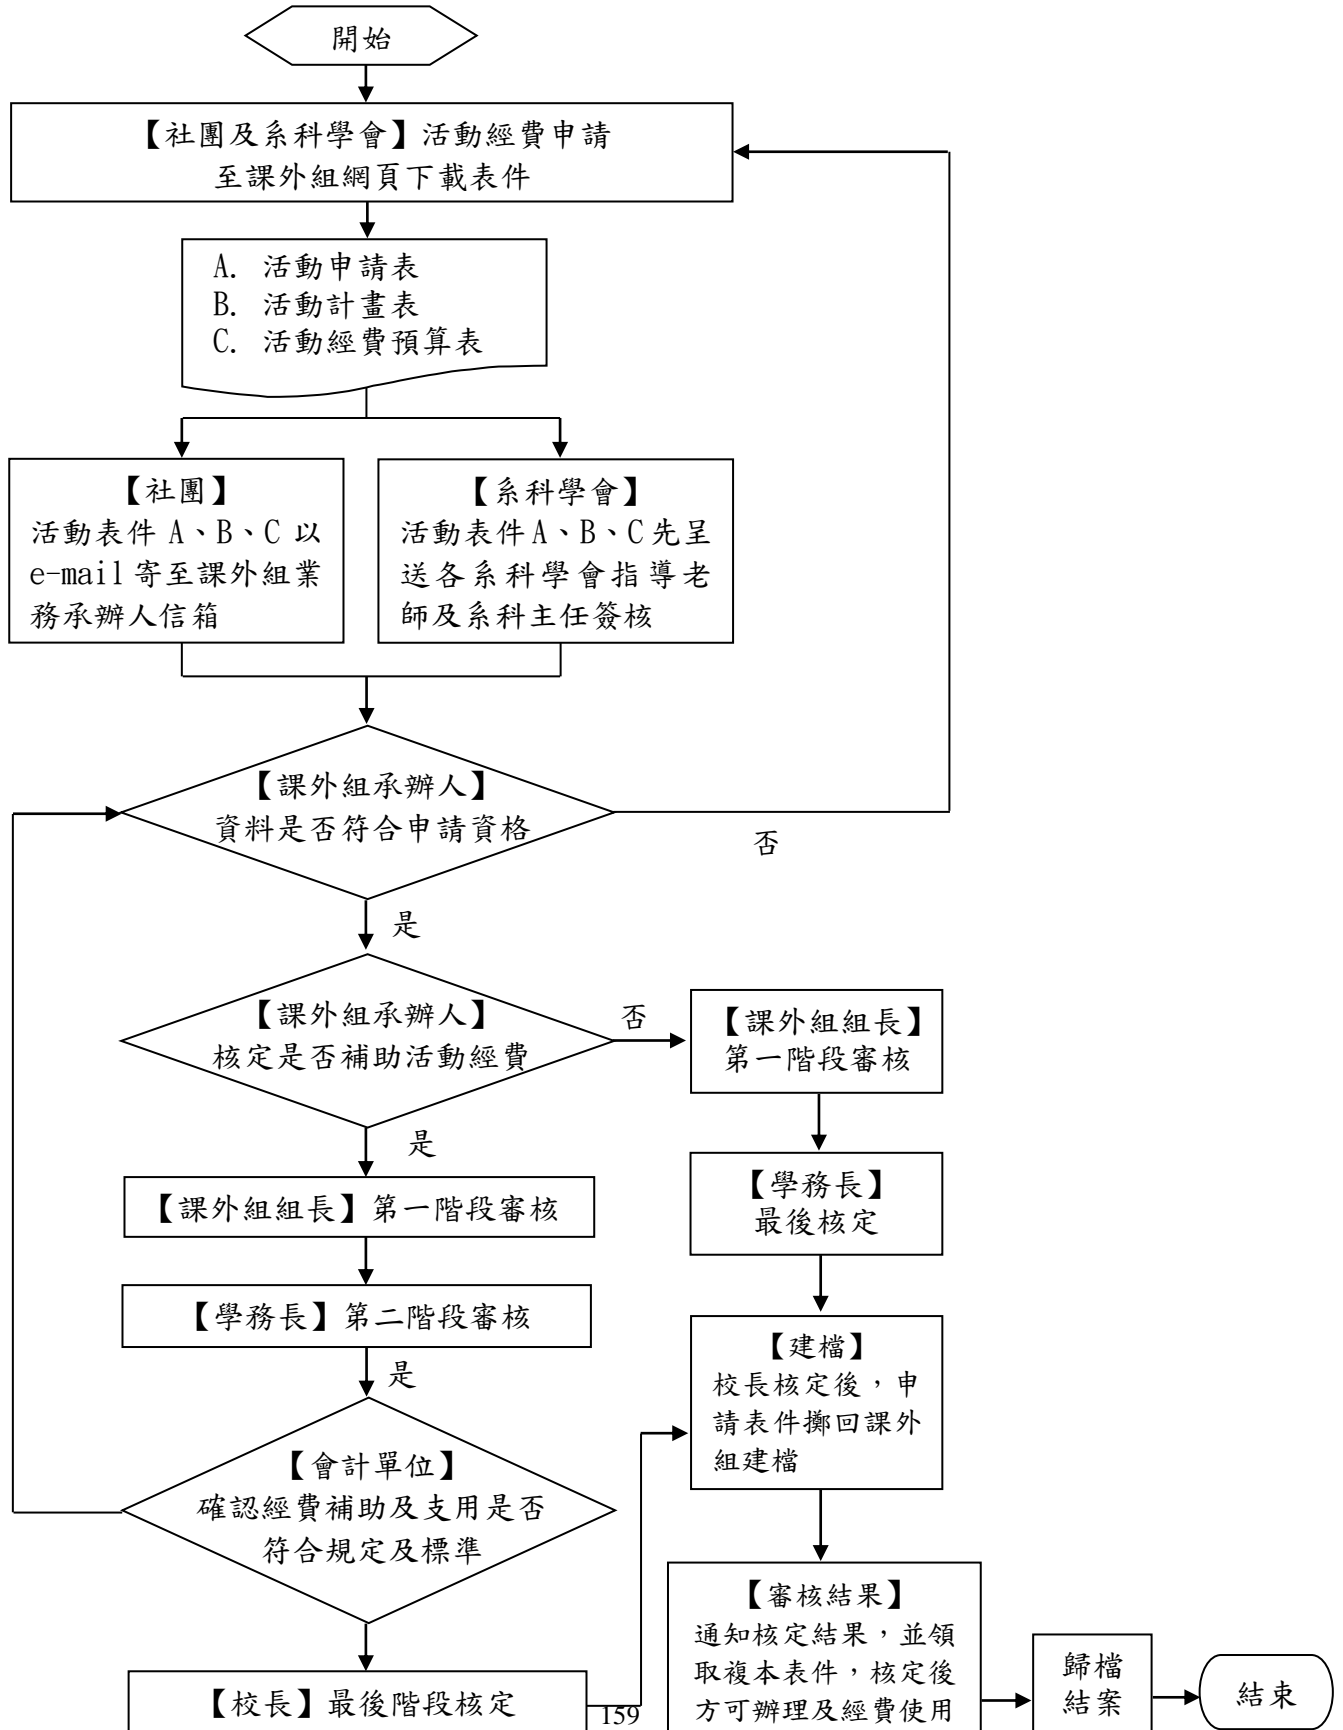 開始
【社團及系科學會】活動經費申請
至課外組網頁下載表件
A. 活動申請表
B. 活動計畫表
C. 活動經費預算表
【社團】
活動表件 A、B、C 以
e-mail 寄至課外組業
務承辦人信箱
【系科學會】
活動表件 A、B、C 先呈
送各系科學會指導老
師及系科主任簽核
【課外組承辦人】
資料是否符合申請資格
否
是
【課外組承辦人】
核定是否補助活動經費
否
【課外組組長】
第一階段審核
是
【課外組組長】第一階段審核
【學務長】
最後核定
【學務長】第二階段審核
是
【建檔】
校長核定後，申
請表件擲回課外
組建檔
【會計單位】
確認經費補助及支用是否
符合規定及標準
【審核結果】
通知核定結果，並領
取複本表件，核定後
方可辦理及經費使用
歸檔
結案
結束
【校長】最後階段核定
159